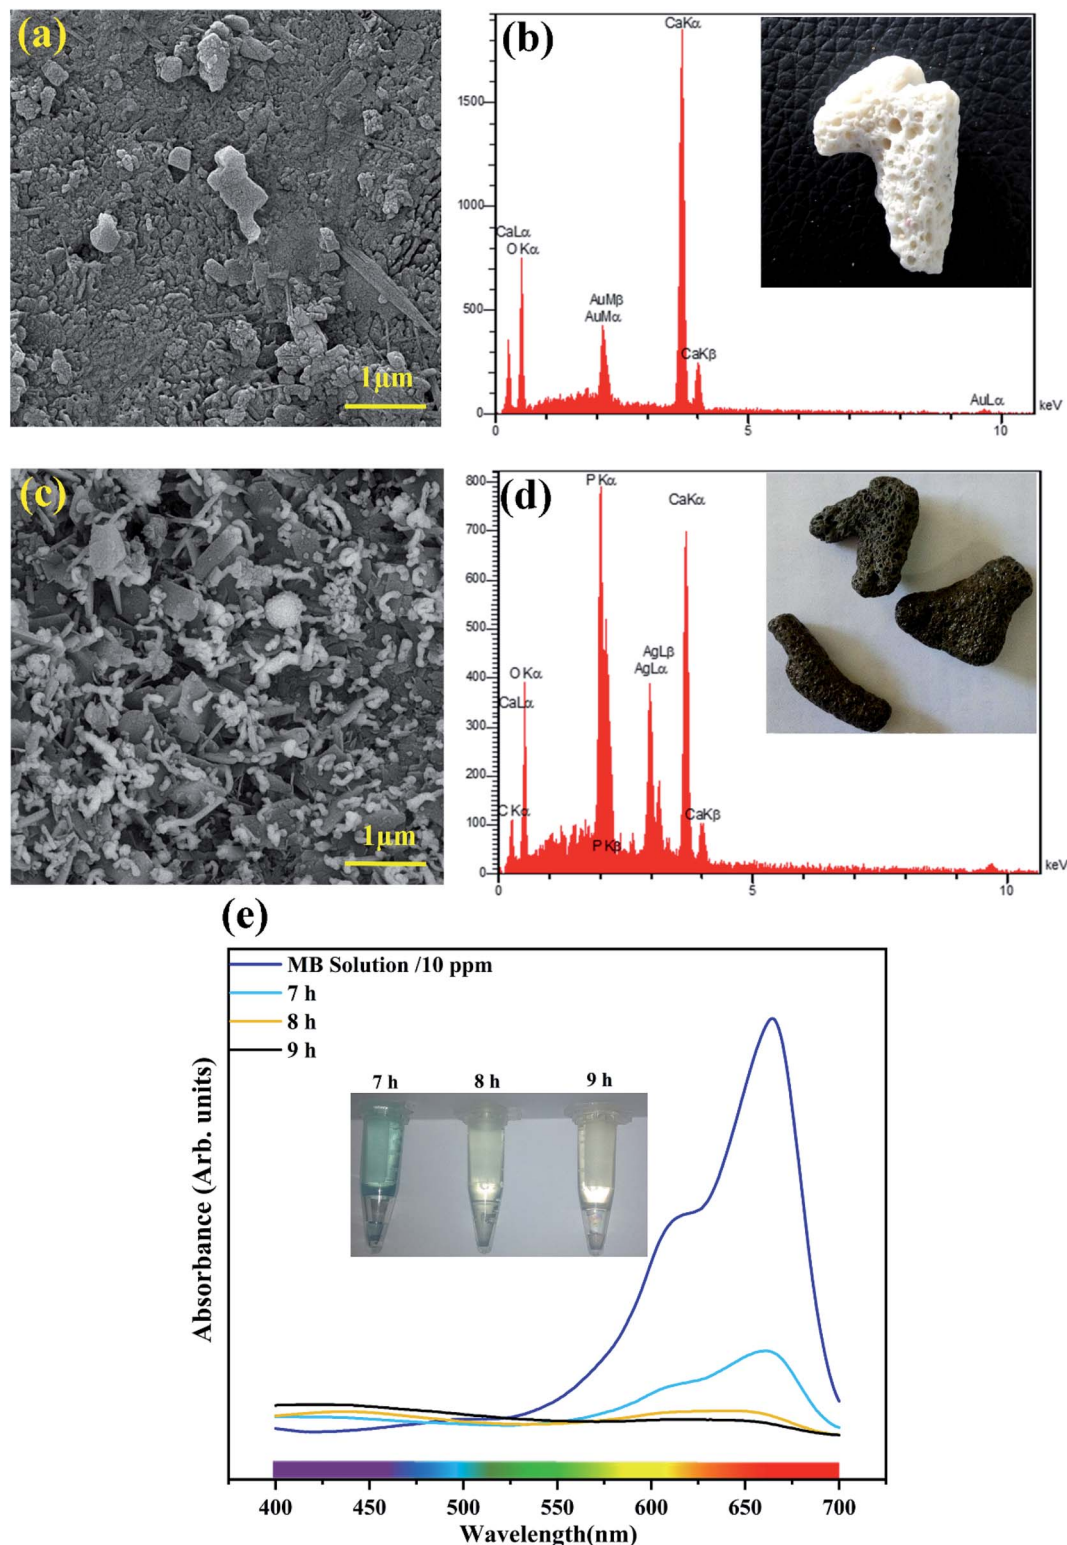 (a)
1μm
(b)
CaKα
1500
1000
CaLα
O Kα
AuMβ
AuMα
500
CaKβ
AuLα
0
0
5
10
keV
(c)
1μm
(d)
800
P Kα
CaKα
700
600
500
AgLβ
O Kα
AgLα
400
CaLα
300
200
C Kα
100
CaKβ
P Kβ
0
0
5
10
keV
(e)
MB Solution /10 ppm
7 h
8 h
9 h
7 h
8 h
9 h
Absorbance (Arb. units)
400
450
500
550
600
650
700
Wavelength(nm)